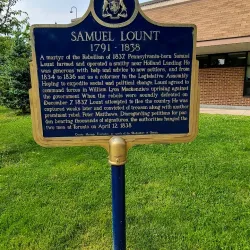 SAMUEL LOUNT
1791 - 1838
A martyr of the Rebellion of 1837, Pennsylvania-born Samuel
Lount farmed and operated a smithy near Holland Landing. He
was generous with help and advice to new settlers, and from
1834 to 1836 sat as a reformer in the Legislative Assembly.
Hoping to expedite social and political change, Lount agreed to
command forces in William Lyon Mackenzie's uprising against
the government. When the rebels were soundly defeated on
December 7, 1837 Lount attempted to flee the country. He was
captured weeks later and convicted of treason along with another
prominent rebel, Peter Matthews. Disregarding petitions for par-
don bearing thousands of signatures, the authorities hanged the
two men at Toronto on April 12, 1838.